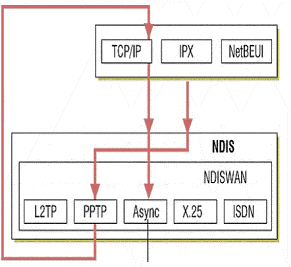 TCP/IP IPX NetBEUI
NDIS
NDISWAN
L2TP PPTP Async X.25 ISDN